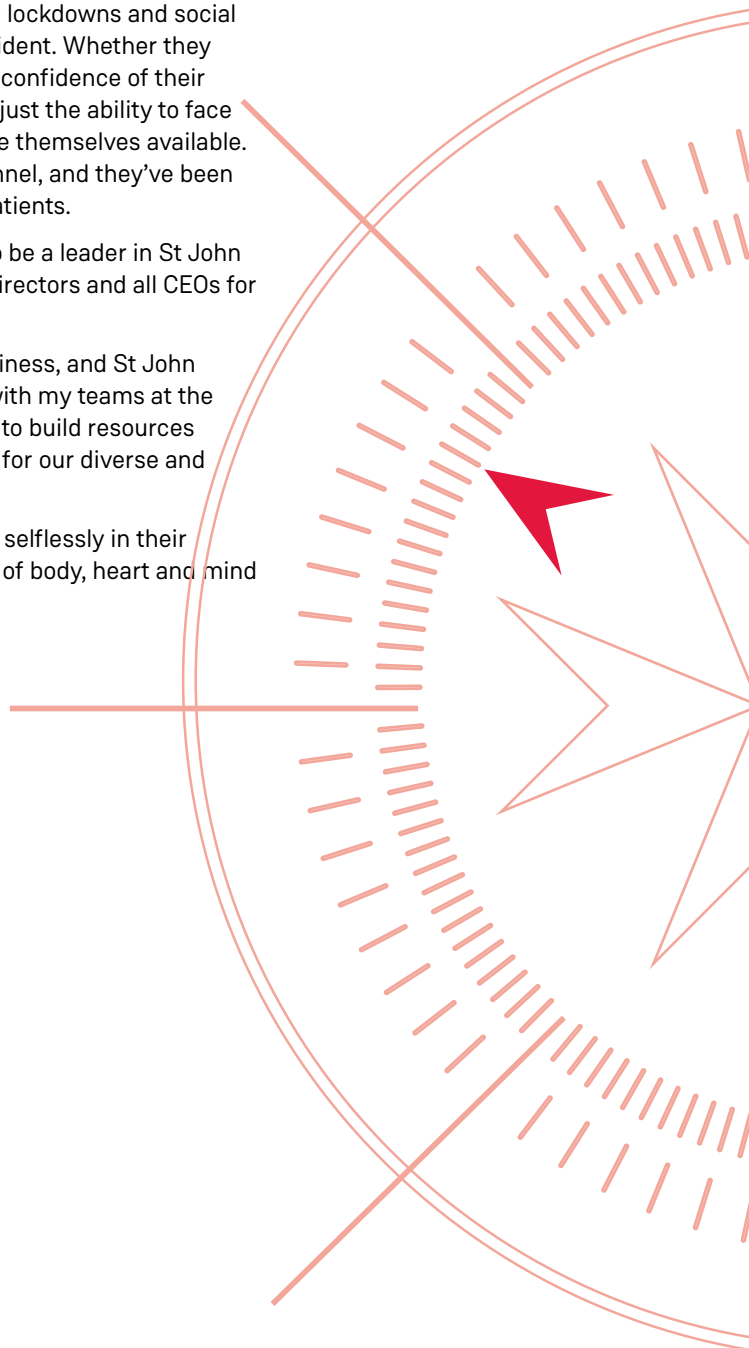 lockdowns and social
ident. Whether they
confidence of their
just the ability to face
e themselves available.
nnel, and they’ve been
atients.
o be a leader in St John
irectors and all CEOs for
iness, and St John
with my teams at the
to build resources
for our diverse and
selflessly in their
of body, heart and mind